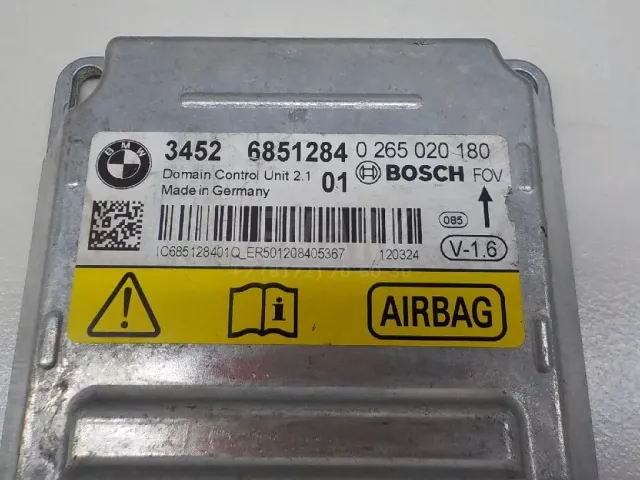 BMW
3452 6851284 0 265 020 180
Domain Control Unit 2.1 01 BOSCH FOV
Made in Germany
085
IC685128401Q_ER501208405367 120324
V-1.6
AIRBAG